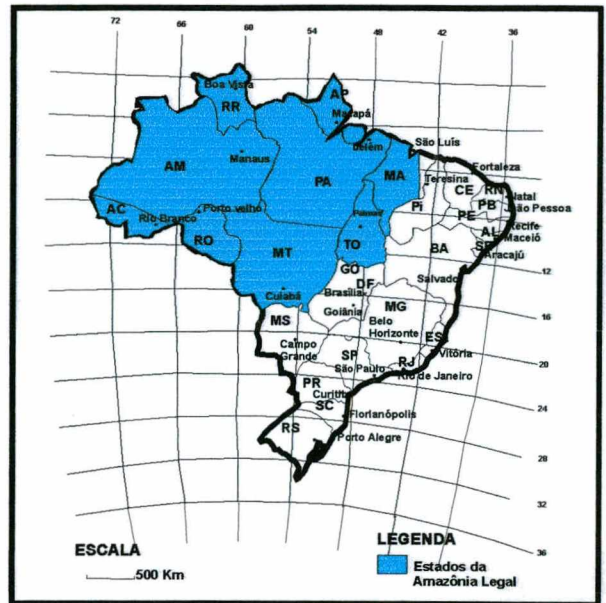 72
66
60
54
48
42
36
Boa Vista
RR
AP
Macapá
Belém
São Luís
Fortaleza
AM
Manaus
PA
MA
Teresina
CE
RN
Natal
PI
PB
João Pessoa
PE
Recife
AC
Rio Branco
Porto velho
RO
AL
Maceió
SE
Aracajú
Palmas
TO
MT
BA
12
GO
Salvador
DF
Brasília
Cuiabá
Goiânia
MG
16
MS
Belo
Horizonte
ES
Vitória
20
Campo
Grande
SP
São Paulo
RJ
Rio de Janeiro
PR
Curitiba
24
SC
Florianópolis
RS
Porto Alegre
28
32
36
ESCALA
500 Km
LEGENDA
Estados da
Amazônia Legal